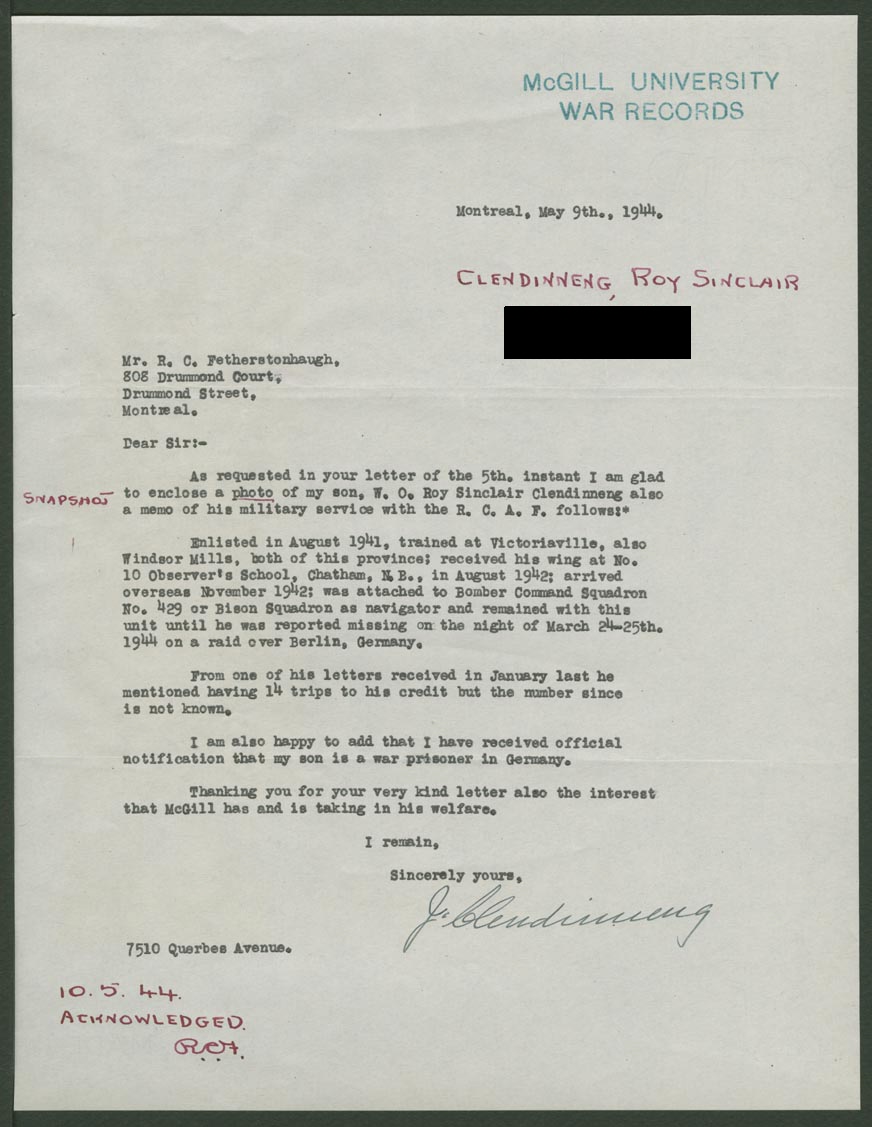 McGILL UNIVERSITY
WAR RECORDS
Montreal, May 9th., 1944.
CLENDINNENG, ROY SINCLAIR
Mr. R. C. Fetherstonhaugh,
808 Drummond Court,
Drummond Street,
Montreal.
Dear Sir:-
As requested in your letter of the 5th. instant I am glad
SNAPSHOT to enclose a photo of my son, W. O. Roy Sinclair Clendinneng also
a memo of his military service with the R. C. A. F. follows:*
Enlisted in August 1941, trained at Victoriaville, also
Windsor Mills, both of this province; received his wing at No.
10 Observer's School, Chatham, N.B., in August 1942; arrived
overseas November 1942; was attached to Bomber Command Squadron
No. 429 or Bison Squadron as navigator and remained with this
unit until he was reported missing on the night of March 24-25th.
1944 on a raid over Berlin, Germany.
From one of his letters received in January last he
mentioned having 14 trips to his credit but the number since
is not known.
I am also happy to add that I have received official
notification that my son is a war prisoner in Germany.
Thanking you for your very kind letter also the interest
that McGill has and is taking in his welfare.
I remain,
Sincerely yours,
J. Clendinneng
7510 Querbes Avenue.
10. 5. 44.
ACKNOWLEDGED.
R.C.F.